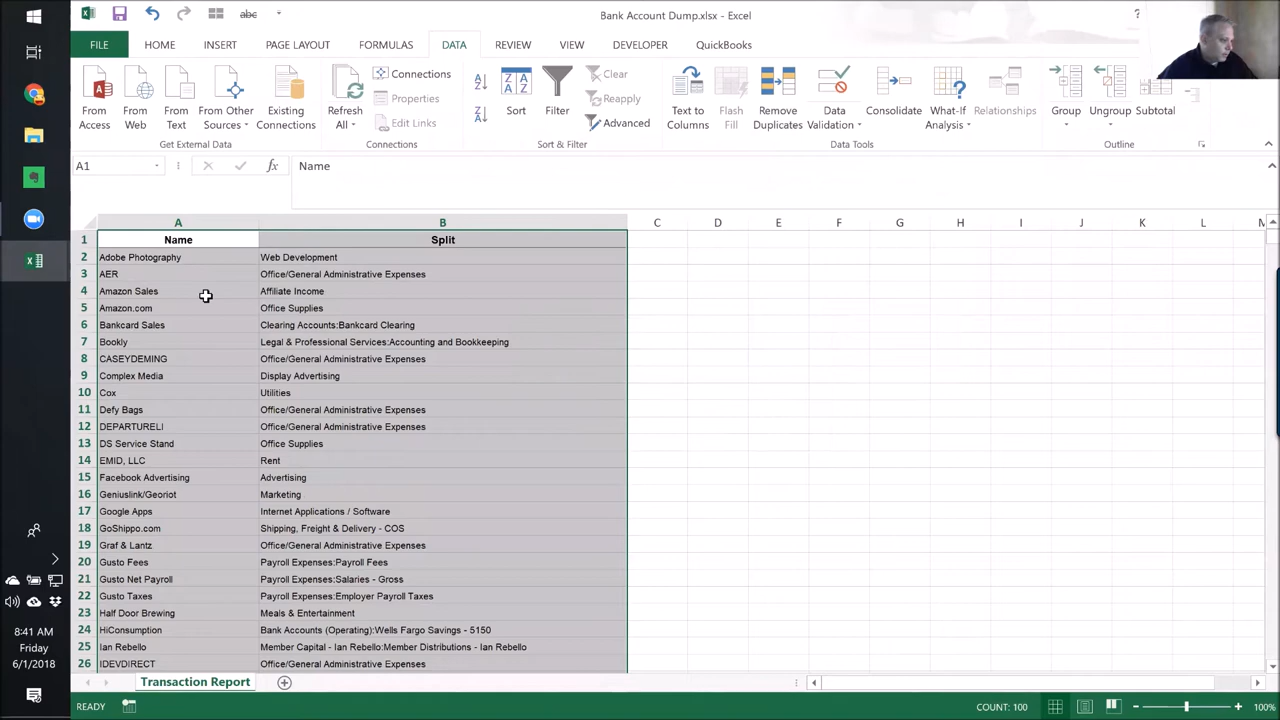 abc
Bank Account Dump.xlsx - Excel
?
FILE HOME INSERT PAGE LAYOUT FORMULAS DATA REVIEW VIEW DEVELOPER QuickBooks
From Access
From Web
From Text
From Other Sources
Existing Connections
Get External Data
Refresh All
Connections
Properties
Edit Links
Connections
Sort
Filter
Clear
Reapply
Advanced
Sort & Filter
Text to Columns
Flash Fill
Remove Duplicates
Data Validation
Consolidate
What-If Analysis
Relationships
Data Tools
Group
Ungroup
Subtotal
Outline
A1 fx Name
A B C D E F G H I J K L M
1 Name Split
2 Adobe Photography Web Development
3 AER Office/General Administrative Expenses
4 Amazon Sales Affiliate Income
5 Amazon.com Office Supplies
6 Bankcard Sales Clearing Accounts:Bankcard Clearing
7 Bookly Legal & Professional Services:Accounting and Bookkeeping
8 CASEYDEMING Office/General Administrative Expenses
9 Complex Media Display Advertising
10 Cox Utilities
11 Defy Bags Office/General Administrative Expenses
12 DEPARTURELI Office/General Administrative Expenses
13 DS Service Stand Office Supplies
14 EMID, LLC Rent
15 Facebook Advertising Advertising
16 Geniuslink/Georiot Marketing
17 Google Apps Internet Applications / Software
18 GoShippo.com Shipping, Freight & Delivery - COS
19 Graf & Lantz Office/General Administrative Expenses
20 Gusto Fees Payroll Expenses:Payroll Fees
21 Gusto Net Payroll Payroll Expenses:Salaries - Gross
22 Gusto Taxes Payroll Expenses:Employer Payroll Taxes
23 Half Door Brewing Meals & Entertainment
24 HiConsumption Bank Accounts (Operating):Wells Fargo Savings - 5150
25 Ian Rebello Member Capital - Ian Rebello:Member Distributions - Ian Rebello
26 IDEVDIRECT Office/General Administrative Expenses
8:41 AM
Friday
6/1/2018
Transaction Report
READY COUNT: 100 100%